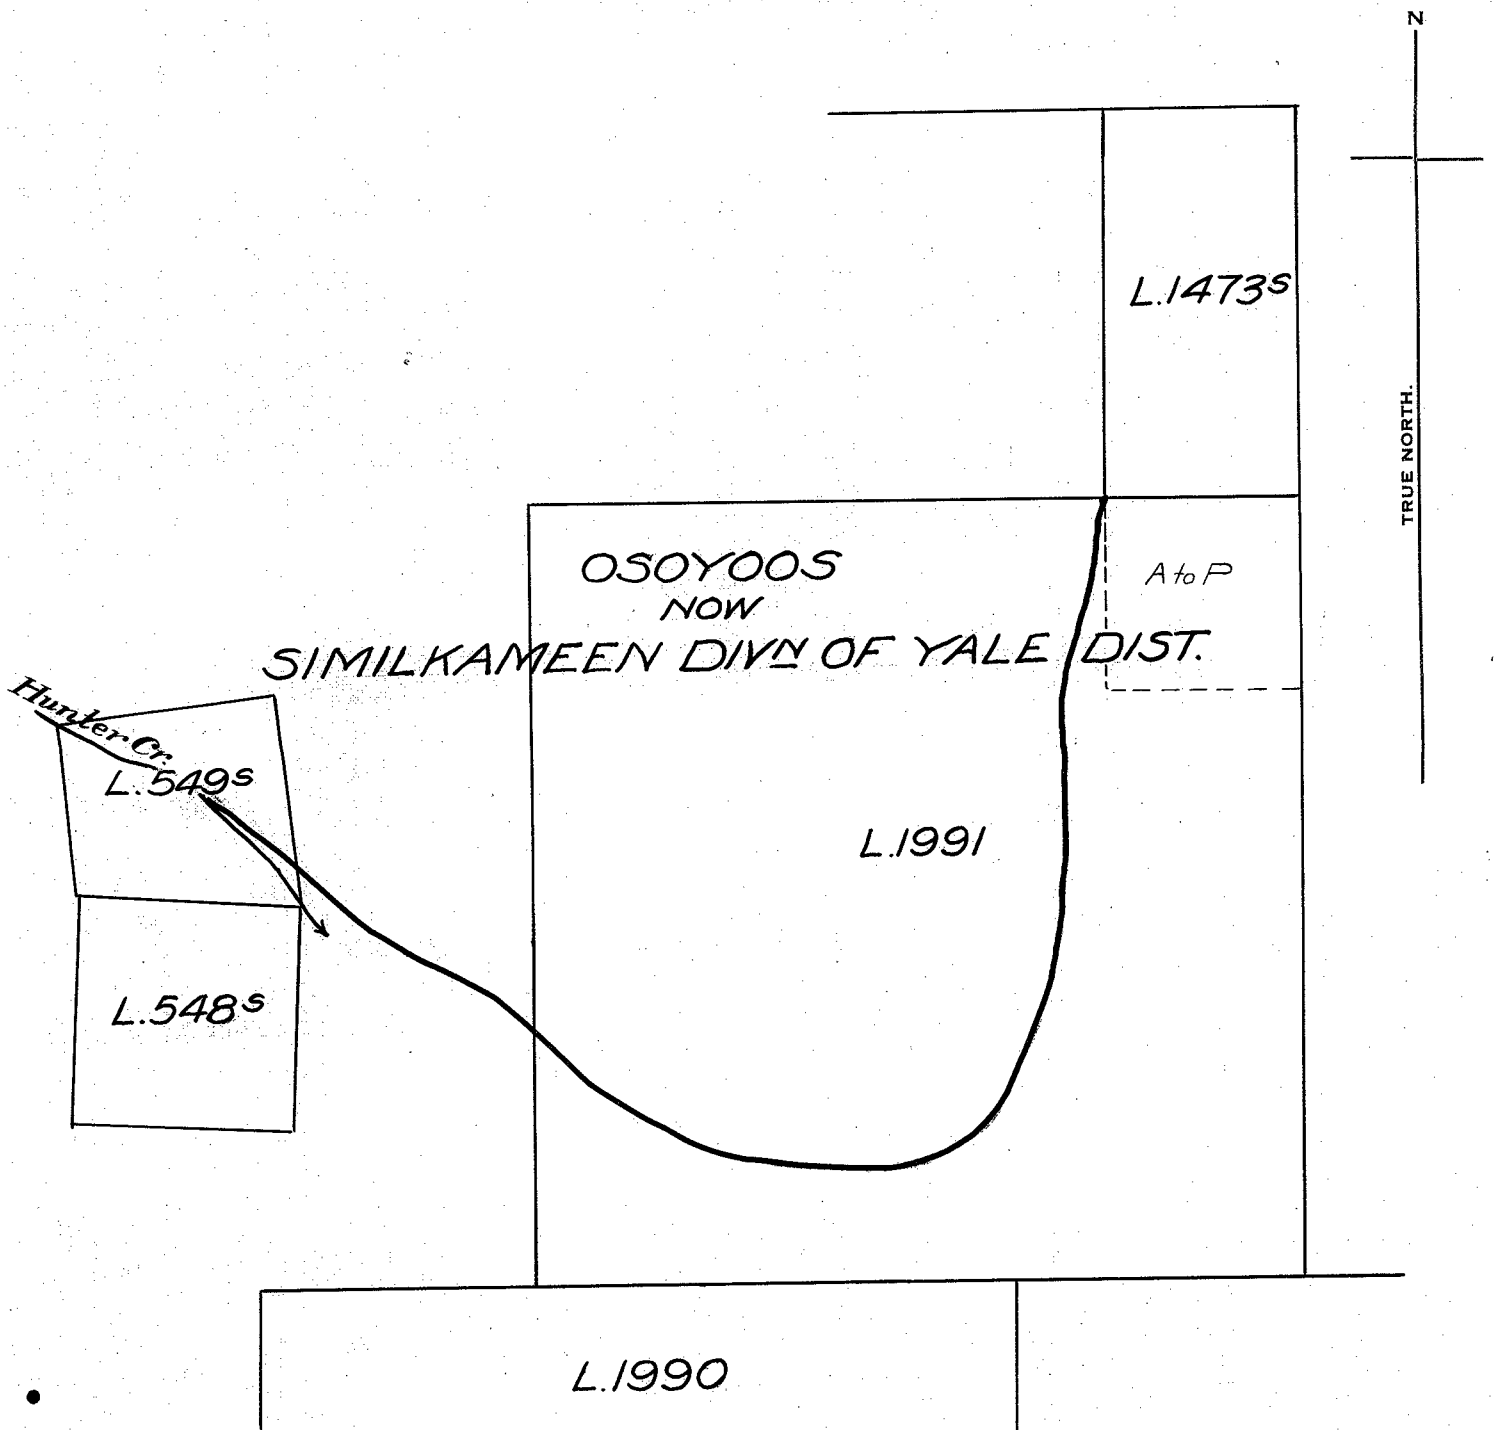 N
TRUE NORTH.
L.1473ˢ
OSOYOOS
NOW
A to P
SIMILKAMEEN DIVᴺ OF YALE DIST.
Hunter Cr.
L.549ˢ
L.1991
L.548ˢ
L.1990